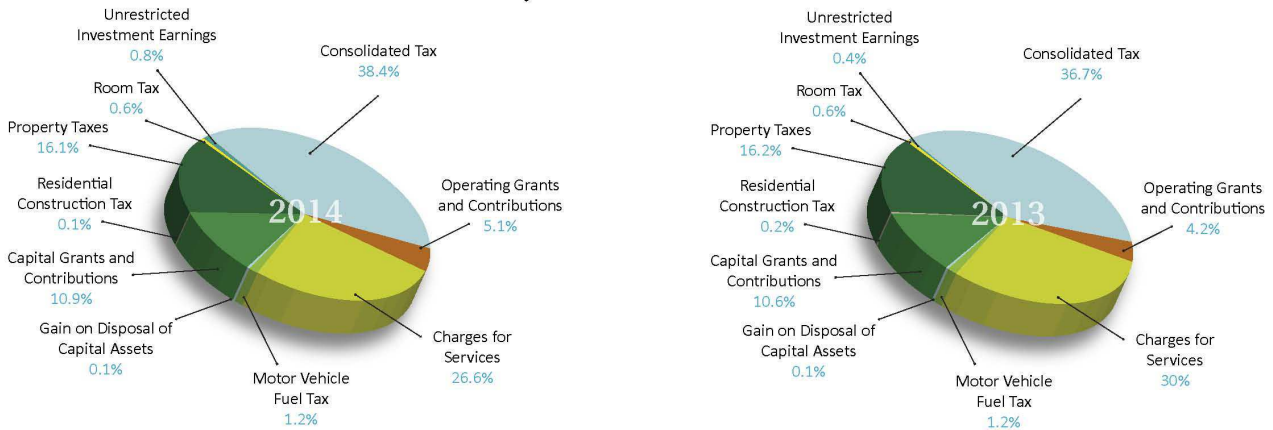 Unrestricted
Investment Earnings
0.8%
Consolidated Tax
38.4%
Room Tax
0.6%
Property Taxes
16.1%
Residential
Construction Tax
0.1%
Operating Grants
and Contributions
5.1%
2014
Capital Grants and
Contributions
10.9%
Gain on Disposal of
Capital Assets
0.1%
Motor Vehicle
Fuel Tax
1.2%
Charges for
Services
26.6%
Unrestricted
Investment Earnings
0.4%
Consolidated Tax
36.7%
Room Tax
0.6%
Property Taxes
16.2%
Residential
Construction Tax
0.2%
Operating Grants
and Contributions
4.2%
2013
Capital Grants and
Contributions
10.6%
Gain on Disposal of
Capital Assets
0.1%
Motor Vehicle
Fuel Tax
1.2%
Charges for
Services
30%